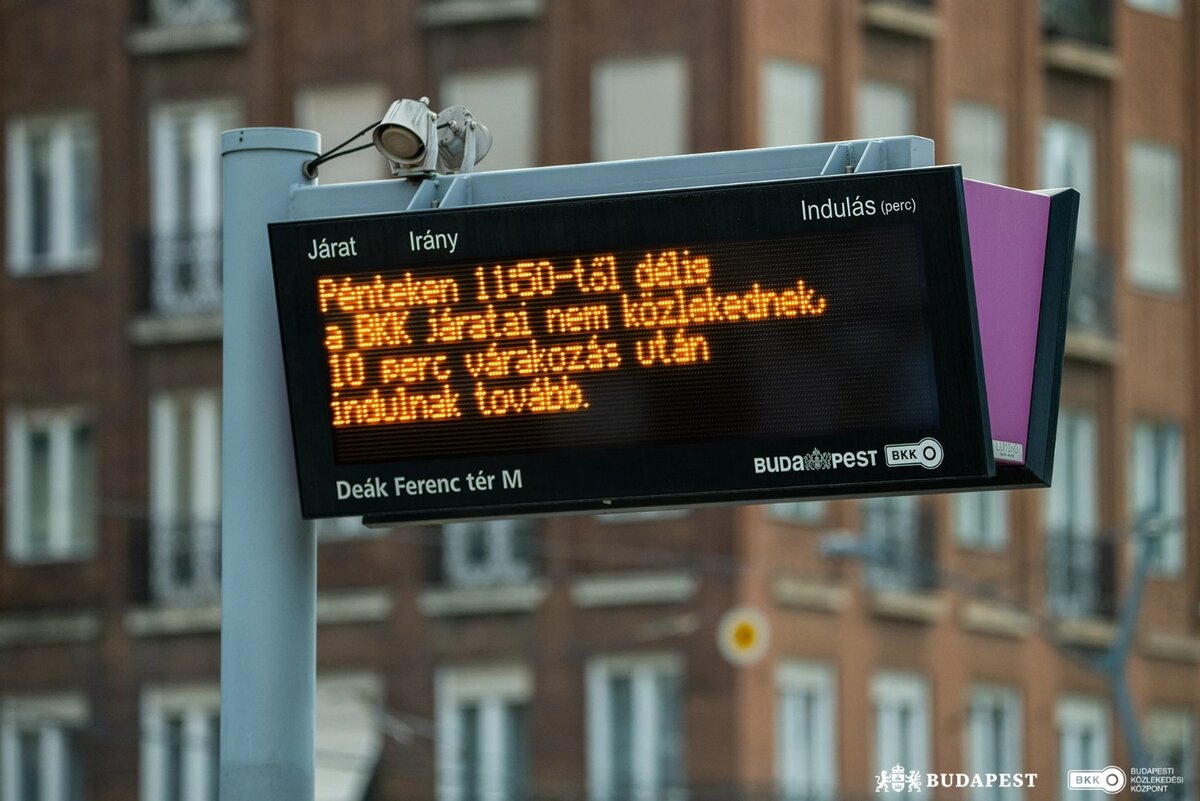 Járat Irány Indulás (perc)
Pénteken 11:50-től délig
a BKK járatai nem közlekednek.
10 perc várakozás után
indulnak tovább.
Deák Ferenc tér M
BUDAPEST BKK
BUDAPEST
BKK BUDAPESTI
KÖZLEKEDÉSI
KÖZPONT